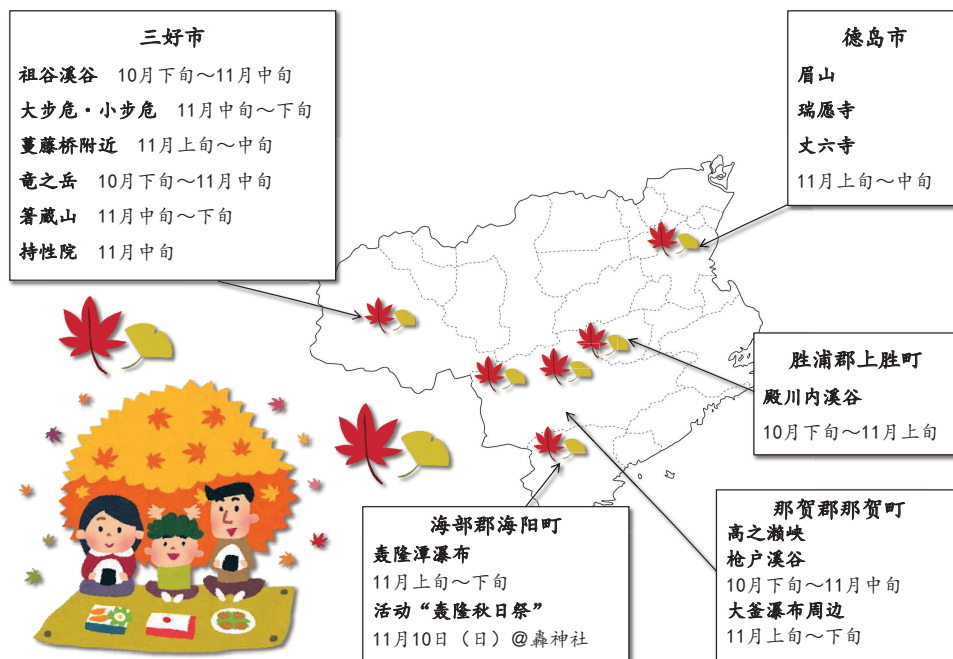 三好市
祖谷溪谷 10月下旬～11月中旬
大步危・小步危 11月中旬～下旬
蔓藤桥附近 11月上旬～中旬
竜之岳 10月下旬～11月中旬
箸蔵山 11月中旬～下旬
持性院 11月中旬
德岛市
眉山
瑞愿寺
丈六寺
11月上旬～中旬
胜浦郡上胜町
殿川内溪谷
10月下旬～11月上旬
那贺郡那贺町
高之濑峡
枪户溪谷
10月下旬～11月中旬
大釜瀑布周边
11月上旬～下旬
海部郡海阳町
轰隆潭瀑布
11月上旬～下旬
活动“轰隆秋日祭”
11月10日（日）@轟神社